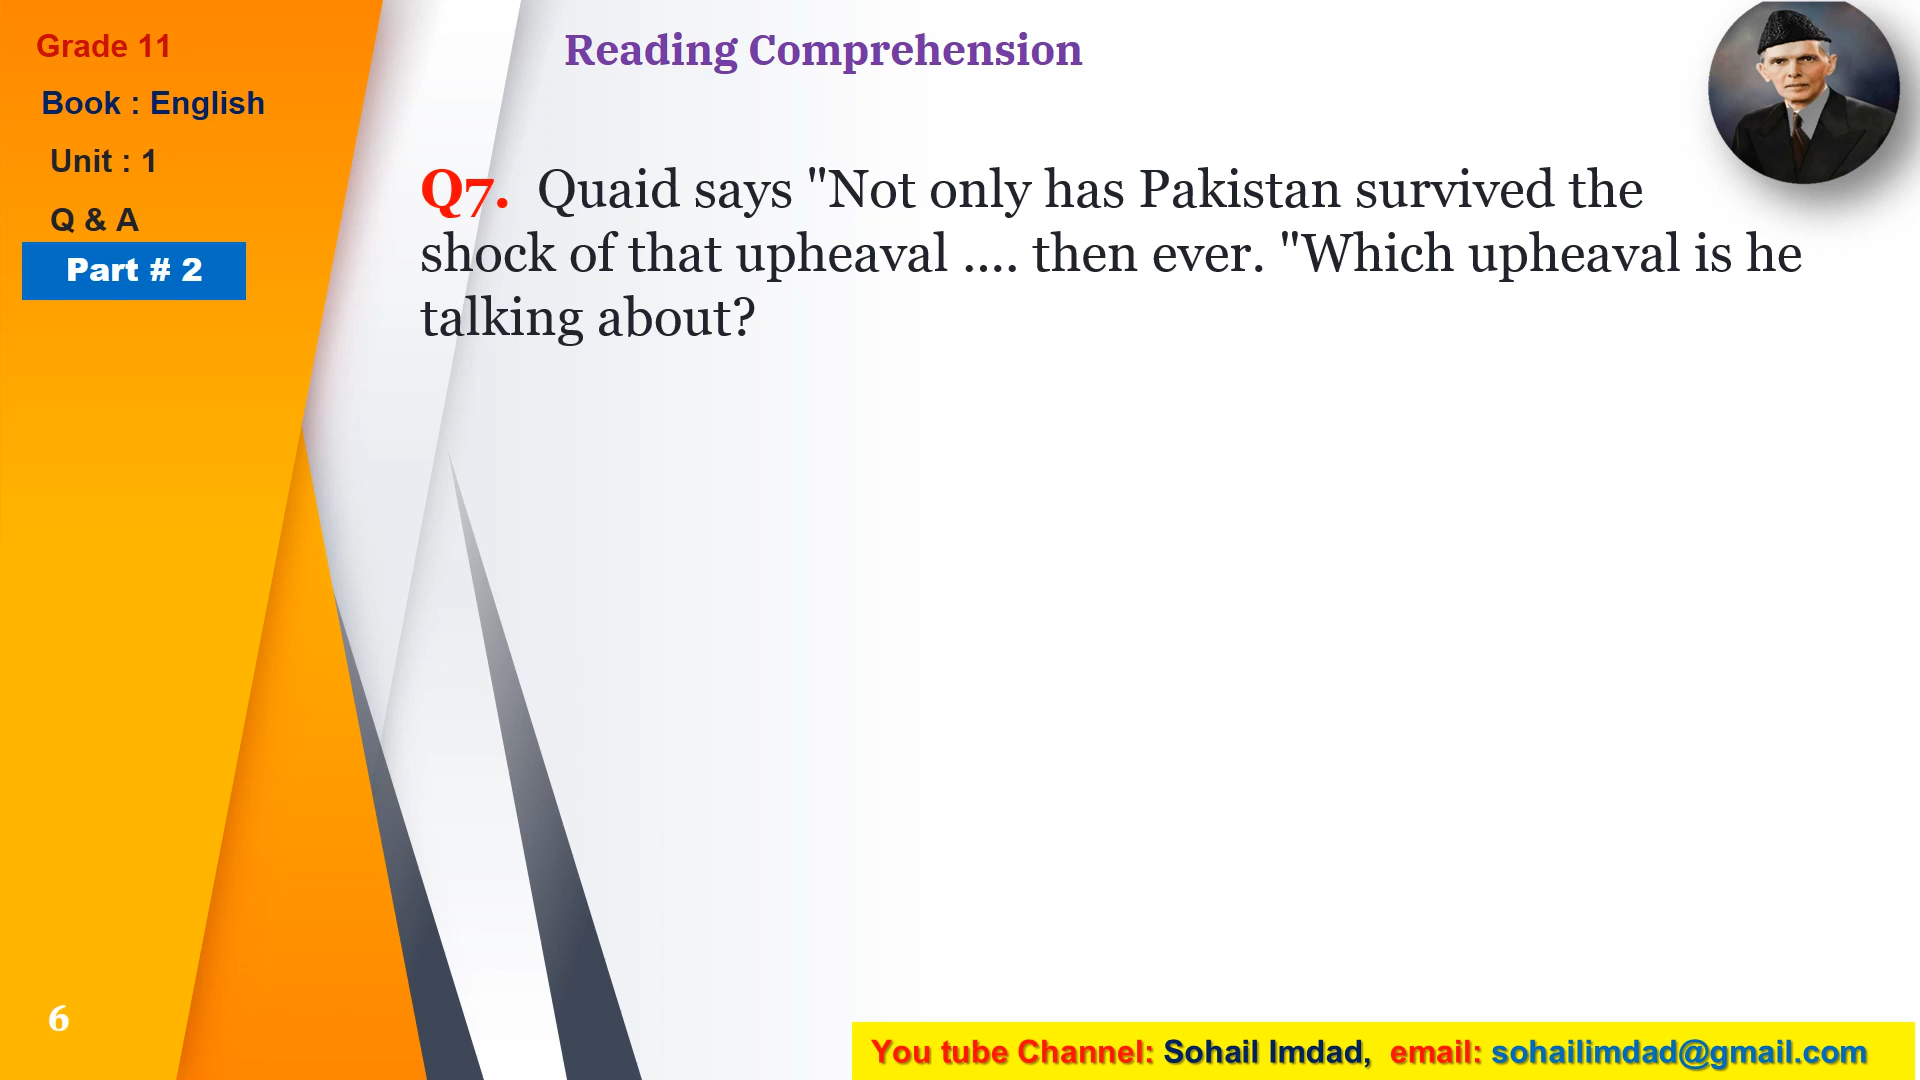 Grade 11
Book : English
Unit : 1
Q & A
Part # 2
Reading Comprehension
Q7. Quaid says "Not only has Pakistan survived the
shock of that upheaval .... then ever. "Which upheaval is he
talking about?
6
You tube Channel: Sohail Imdad, email: sohailimdad@gmail.com